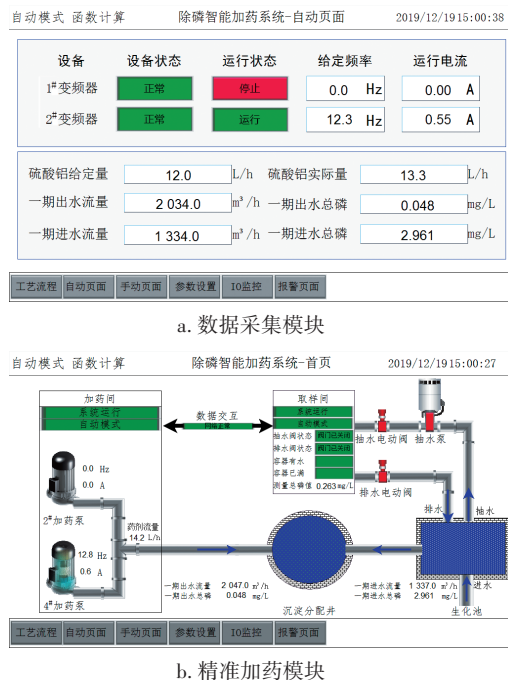 自动模式 函数计算 除磷智能加药系统-自动页面 2019/12/19 15:00:38
设备 设备状态 运行状态 给定频率 运行电流
1#变频器 正常 停止 0.0 Hz 0.00 A
2#变频器 正常 运行 12.3 Hz 0.55 A
硫酸铝给定量 12.0 L/h 硫酸铝实际量 13.3 L/h
一期出水流量 2 034.0 m³/h 一期出水总磷 0.048 mg/L
一期进水流量 1 334.0 m³/h 一期进水总磷 2.961 mg/L
工艺流程 自动页面 手动页面 参数设置 IO监控 报警页面
a. 数据采集模块
自动模式 函数计算 除磷智能加药系统-首页 2019/12/19 15:00:27
加药间
系统运行
自动模式
数据交互
网络正常
取样间
系统运行
自动模式
抽水阀状态 阀门已关闭
排水阀状态 阀门已关闭
容器有水
容器已满
测量总磷值 0.263 mg/L
抽水电动阀 抽水泵
排水电动阀
排水 抽水
0.0 Hz
0.0 A
2#加药泵
药剂流量
14.2 L/h
12.8 Hz
0.6 A
4#加药泵
一期出水流量 2 047.0 m³/h
一期出水总磷 0.048 mg/L
沉淀分配井
一期进水流量 1 337.0 m³/h
一期进水总磷 2.961 mg/L
进水
生化池
工艺流程 自动页面 手动页面 参数设置 IO监控 报警页面
b. 精准加药模块